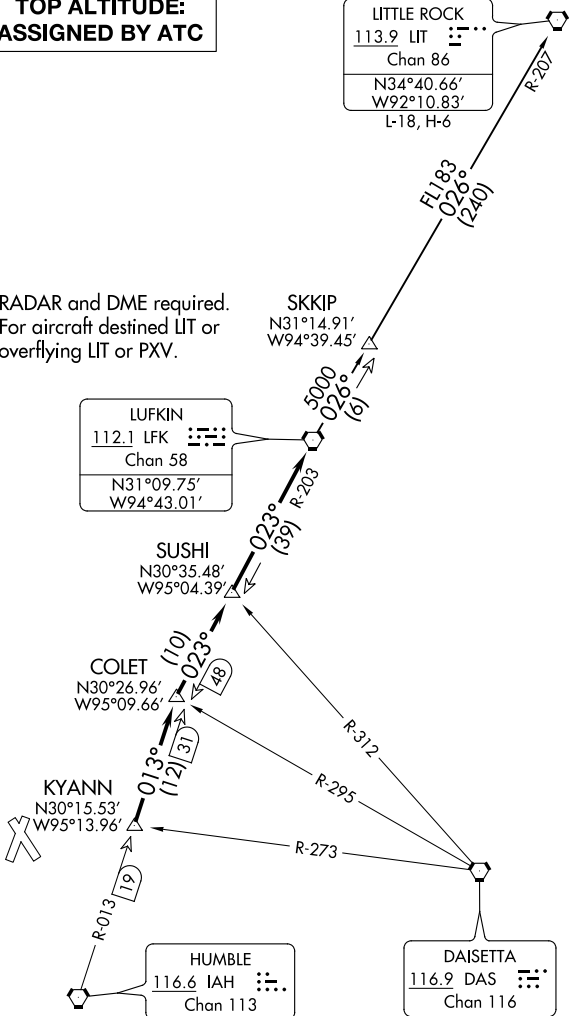 TOP ALTITUDE:
ASSIGNED BY ATC
LITTLE ROCK
113.9 LIT
Chan 86
N34°40.66′
W92°10.83′
L-18, H-6
R-207
FL183
026°
(240)
RADAR and DME required.
For aircraft destined LIT or
overflying LIT or PXV.
SKKIP
N31°14.91′
W94°39.45′
5000
026°
(6)
LUFKIN
112.1 LFK
Chan 58
N31°09.75′
W94°43.01′
R-203
023°
(39)
SUSHI
N30°35.48′
W95°04.39′
(10)
023°
48
COLET
N30°26.96′
W95°09.66′
013°
(12)
31
KYANN
N30°15.53′
W95°13.96′
R-312
R-295
R-273
R-013
19
HUMBLE
116.6 IAH
Chan 113
DAISETTA
116.9 DAS
Chan 116